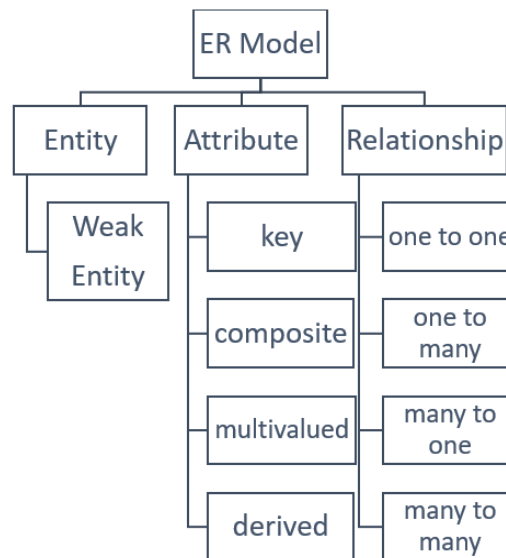 ER Model
Entity
Attribute
Relationship
Weak
Entity
key
composite
multivalued
derived
one to one
one to
many
many to
one
many to
many